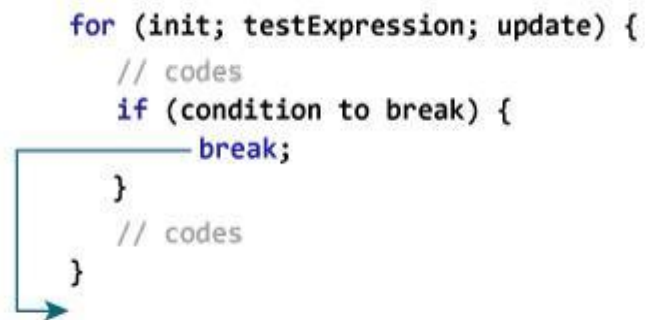 for (init; testExpression; update) {
// codes
if (condition to break) {
break;
}
// codes
}